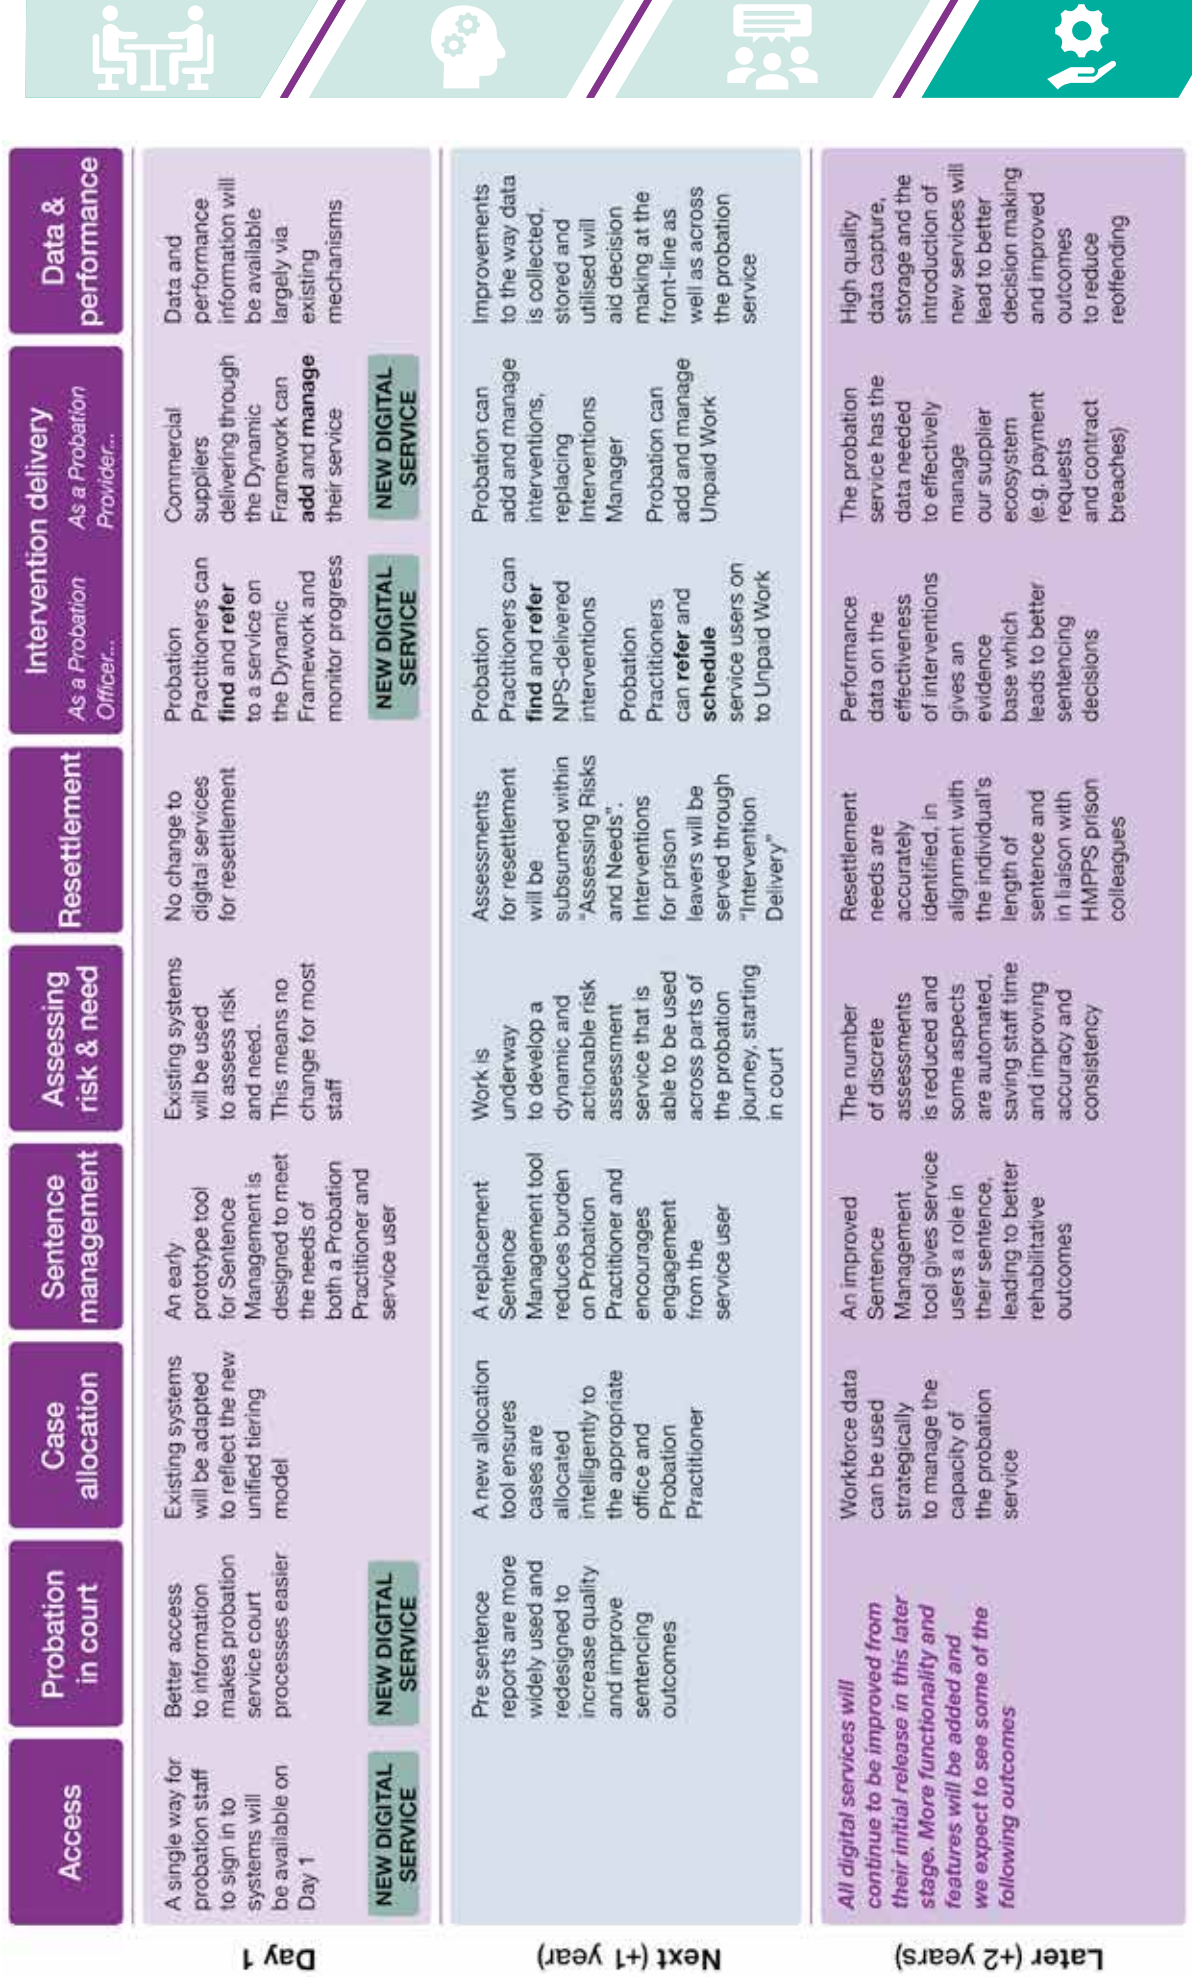 Access
Probation
in court
Case
allocation
Sentence
management
Assessing
risk & need
Resettlement
Intervention delivery
As a Probation
Officer...
As a Probation
Provider...
Data &
performance
Day 1
A single way for
probation staff
to sign in to
systems will
be available on
Day 1
NEW DIGITAL
SERVICE
Better access
to information
makes probation
service court
processes easier
NEW DIGITAL
SERVICE
Existing systems
will be adapted
to reflect the new
unified tiering
model
An early
prototype tool
for Sentence
Management is
designed to meet
the needs of
both a Probation
Practitioner and
service user
Existing systems
will be used
to assess risk
and need.
This means no
change for most
staff
No change to
digital services
for resettlement
Probation
Practitioners can
find and refer
to a service on
the Dynamic
Framework and
monitor progress
NEW DIGITAL
SERVICE
Commercial
suppliers
delivering through
the Dynamic
Framework can
add and manage
their service
NEW DIGITAL
SERVICE
Data and
performance
information will
be available
largely via
existing
mechanisms
Next (+1 year)
Pre sentence
reports are more
widely used and
redesigned to
increase quality
and improve
sentencing
outcomes
A new allocation
tool ensures
cases are
allocated
intelligently to
the appropriate
office and
Probation
Practitioner
A replacement
Sentence
Management tool
reduces burden
on Probation
Practitioner and
encourages
engagement
from the
service user
Work is
underway
to develop a
dynamic and
actionable risk
assessment
service that is
able to be used
across parts of
the probation
journey, starting
in court
Assessments
for resettlement
will be
subsumed within
"Assessing Risks
and Needs".
Interventions
for prison
leavers will be
served through
"Intervention
Delivery"
Probation
Practitioners can
find and refer
NPS-delivered
interventions
Probation
Practitioners
can refer and
schedule
service users on
to Unpaid Work
Probation can
add and manage
interventions,
replacing
Interventions
Manager
Probation can
add and manage
Unpaid Work
Improvements
to the way data
is collected,
stored and
utilised will
aid decision
making at the
front-line as
well as across
the probation
service
Later (+2 years)
All digital services will
continue to be improved from
their initial release in this later
stage. More functionality and
features will be added and
we expect to see some of the
following outcomes
Workforce data
can be used
strategically
to manage the
capacity of
the probation
service
An improved
Sentence
Management
tool gives service
users a role in
their sentence,
leading to better
rehabilitative
outcomes
The number
of discrete
assessments
is reduced and
some aspects
are automated,
saving staff time
and improving
accuracy and
consistency
Resettlement
needs are
accurately
identified, in
alignment with
the individual's
length of
sentence and
in liaison with
HMPPS prison
colleagues
Performance
data on the
effectiveness
of interventions
gives an
evidence
base which
leads to better
sentencing
decisions
The probation
service has the
data needed
to effectively
manage
our supplier
ecosystem
(e.g. payment
requests
and contract
breaches)
High quality
data capture,
storage and the
introduction of
new services will
lead to better
decision making
and improved
outcomes
to reduce
reoffending